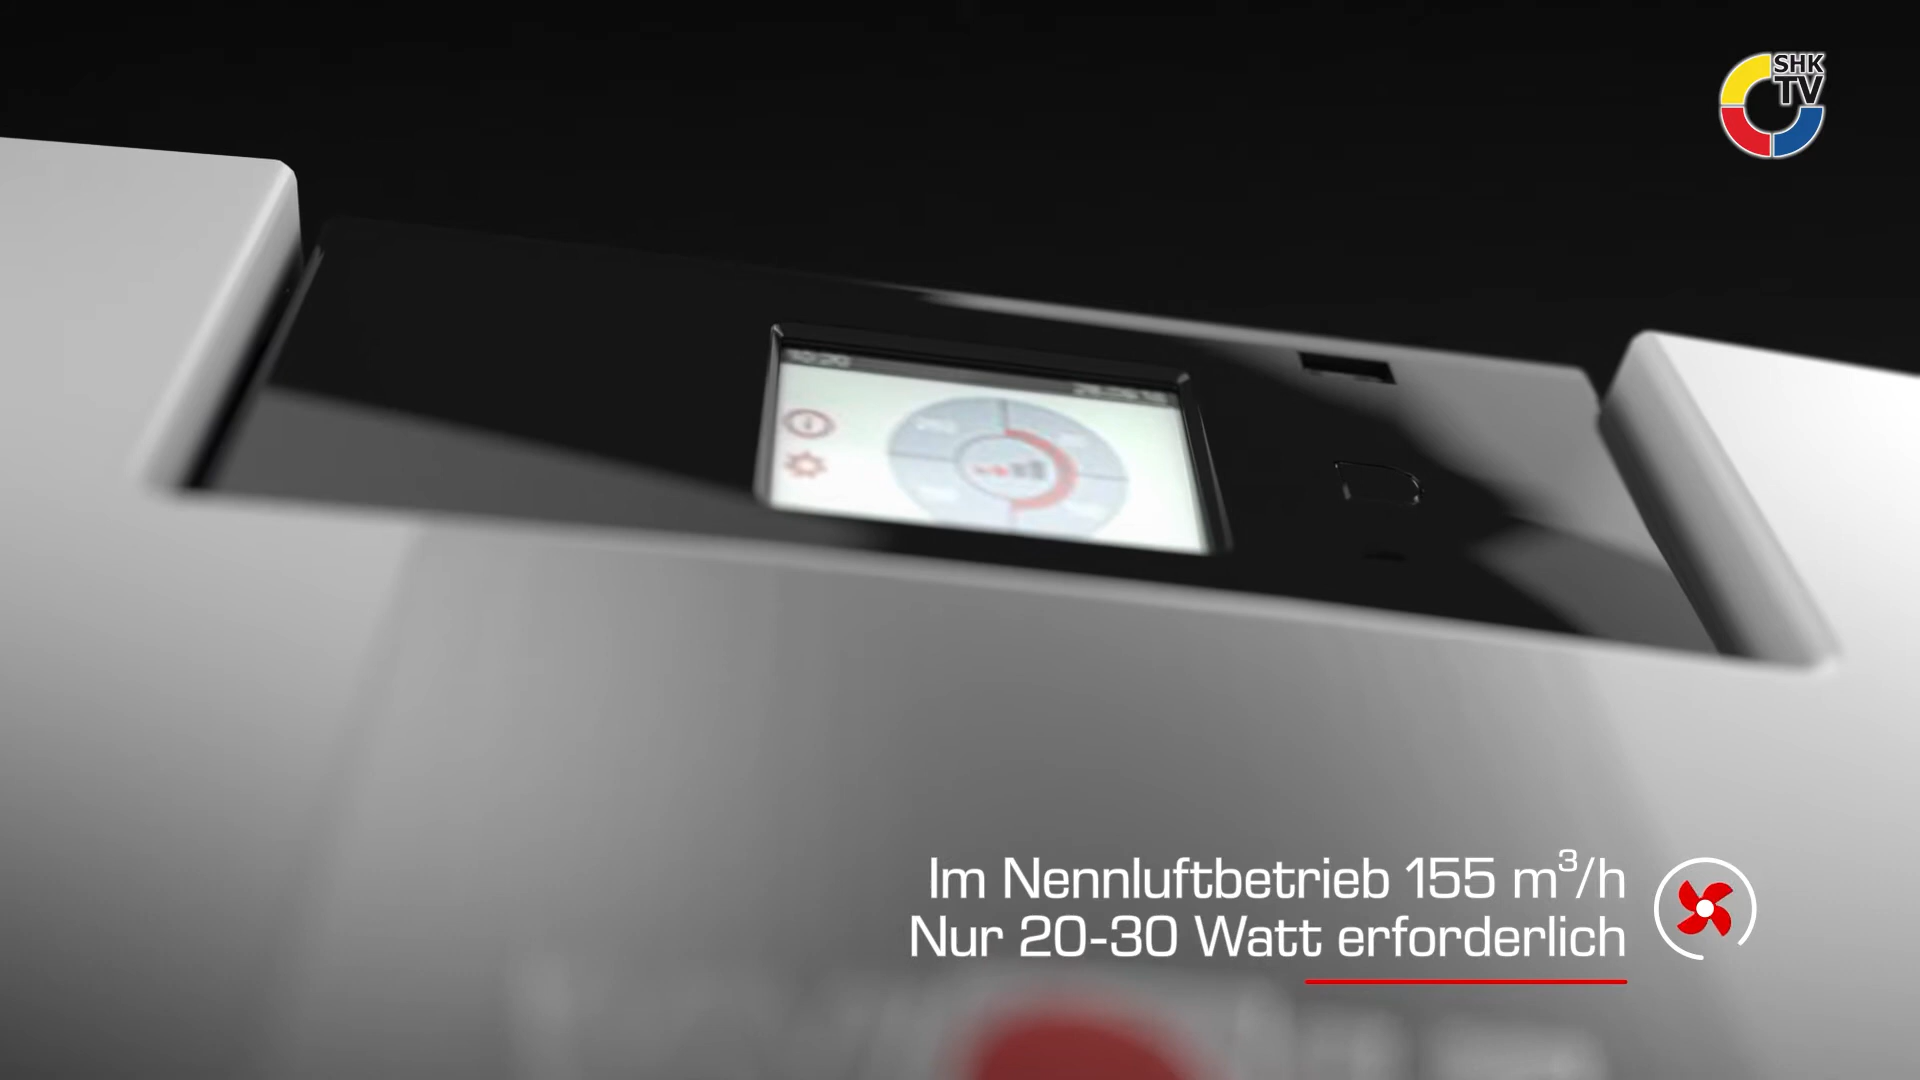 SHK
TV
Im Nennluftbetrieb 155 m³/h
Nur 20-30 Watt erforderlich